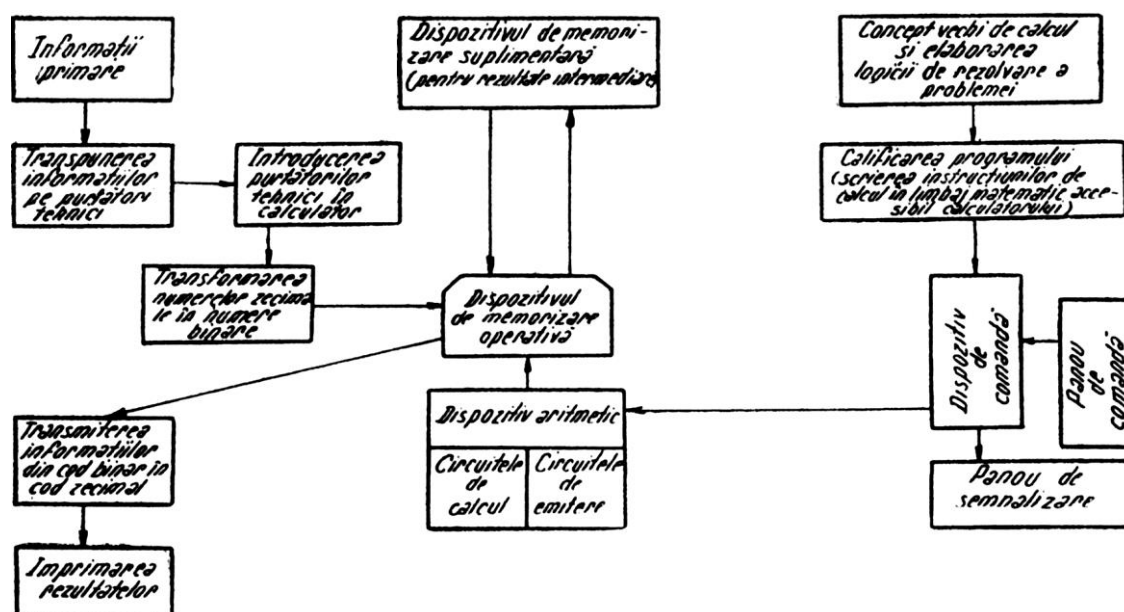 Informații
primare
Dispozitivul de memori-
zare suplimentară
(pentru rezultate intermediare)
Concept vechi de calcul
si elaborarea
logicii de rezolvare a
problemei
Transpunerea
informatiilor
pe purtători
tehnici
Introducerea
purtătorilor
tehnici în
calculator
Calificarea programului
(scrierea instrucțiunilor de
calcul în limbaj matematic acce-
sibil calculatorului)
Transformarea
numerelor zecima
le în numere
binare
Dispozitivul
de memorizare
operativă
Dispozitiv
de
comandă
Panou
de
comandă
Dispozitiv aritmetic
Circuitele
de
calcul
Circuitele
de
emitere
Transmiterea
informatiilor
din cod binar în
cod zecimal
Panou de
semnalizare
Imprimarea
rezultatelor